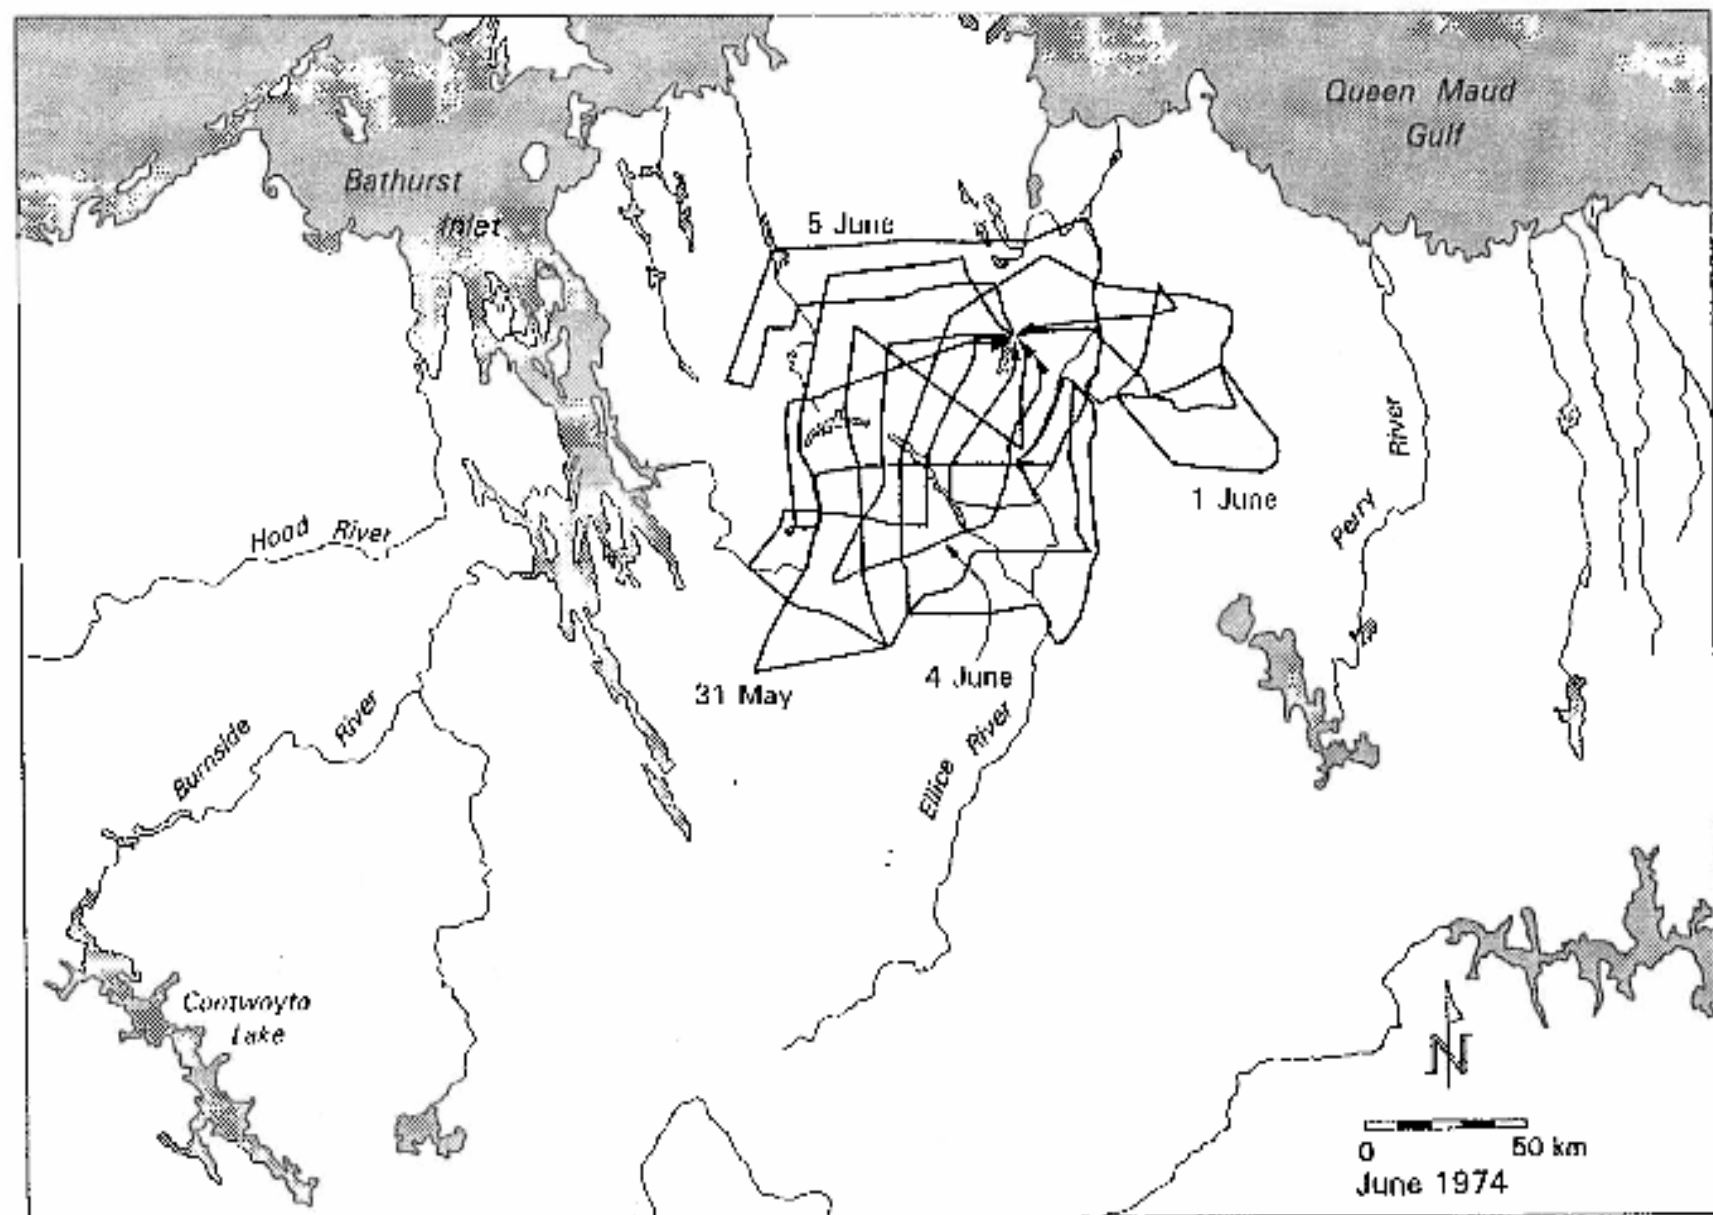 Queen Maud
Gulf
Bathurst
Inlet
5 June
1 June
Hood River
Perry River
31 May
4 June
Burnside River
Ellice River
Contwoyto
Lake
N
0 50 km
June 1974